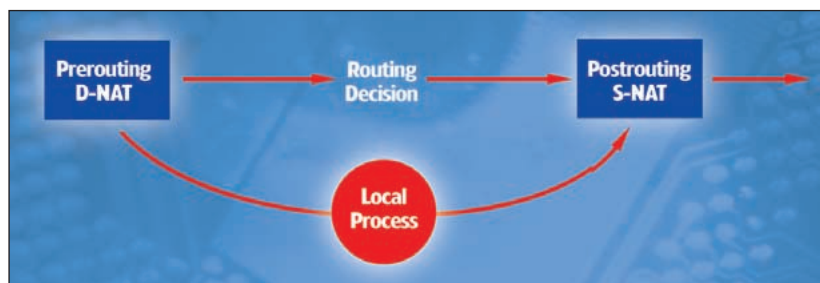 Prerouting
D-NAT
Routing
Decision
Postrouting
S-NAT
Local
Process